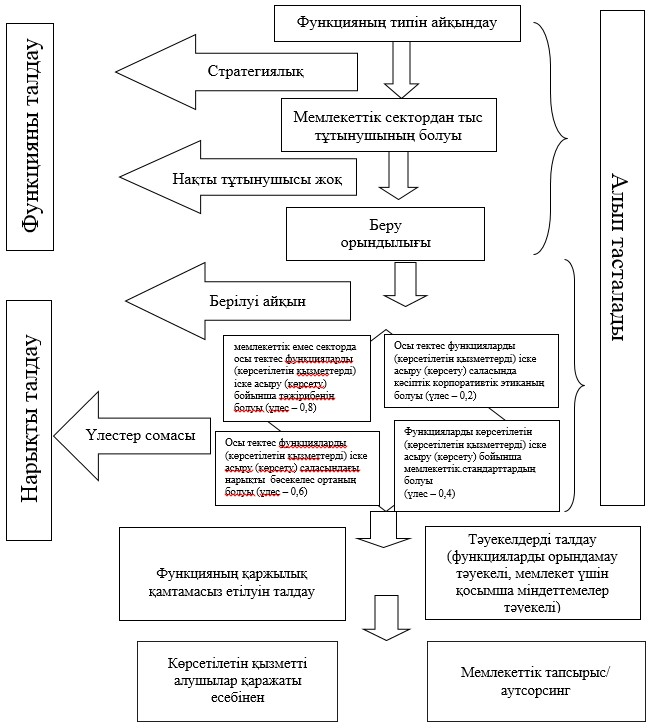 Функцияның типін айқындау
Функцияны талдау
Стратегиялық
Мемлекеттік сектордан тыс
тұтынушының болуы
Нақты тұтынушысы жоқ
Беру
орындылығы
Алып тасталады
Берілуі айқын
Нарықты талдау
мемлекеттік емес секторда
осы тектес функцияларды
(көрсетілетін қызметтерді)
іске асыру (көрсету)
бойынша тәжірибенің
болуы (үлес – 0,8)
Осы тектес функцияларды
(көрсетілетін қызметтерді) іске
асыру (көрсету) саласында
кәсіптік корпоративтік этиканың
болуы (үлес – 0,2)
Үлестер сомасы
Осы тектес функцияларды
(көрсетілетін қызметтерді) іске
асыру (көрсету) саласындағы
нарықты бәсекелес ортаның
болуы (үлес – 0,6)
Функцияларды көрсетілетін
(көрсетілетін қызметтерді) іске
асыру (көрсету) бойынша
мемлекеттік.стандарттардың
болуы
(үлес – 0,4)
Функцияның қаржылық
қамтамасыз етілуін талдау
Тәуекелдерді талдау
(функцияларды орындамау
тәуекелі, мемлекет үшін
қосымша міндеттемелер
тәуекелі)
Көрсетілетін қызметті
алушылар қаражаты
есебінен
Мемлекеттік тапсырыс/
аутсорсинг